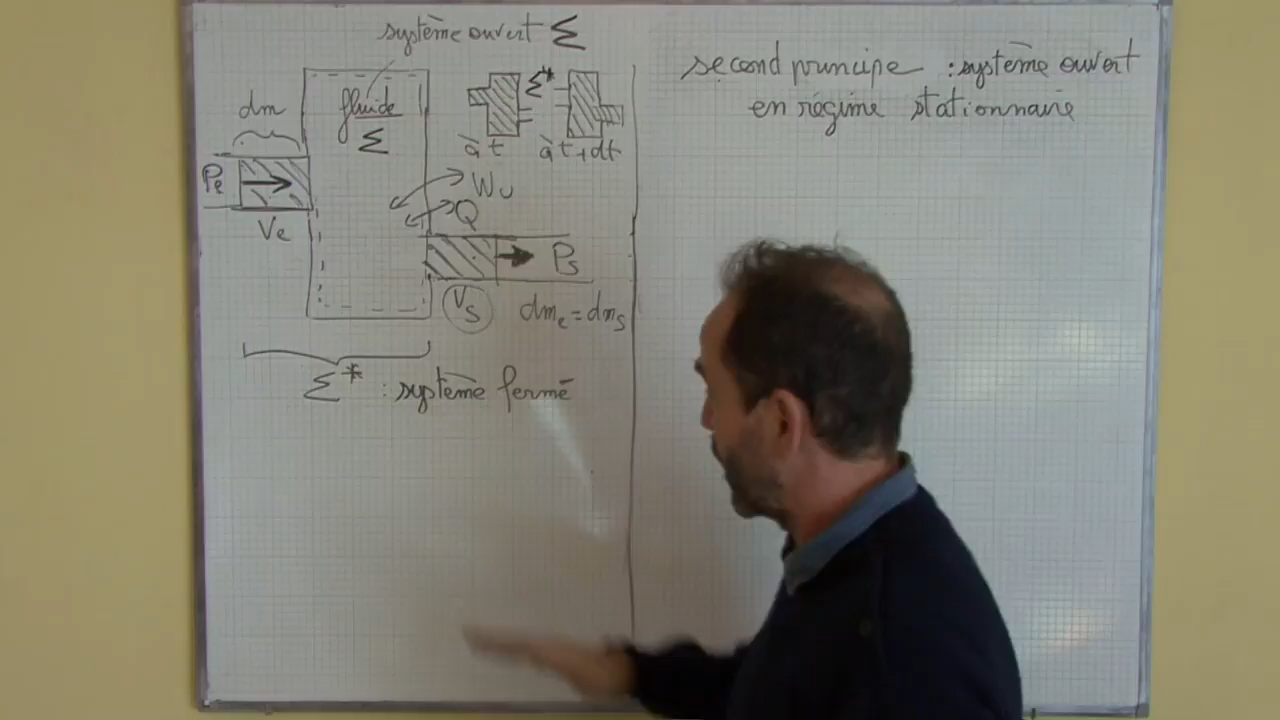 système ouvert Σ
dm
fluide
Σ
Σ*
à t
à t+dt
Pe
Ve
Wu
Q
Ps
Vs
dme = dms
Σ* : système fermé
second principe : système ouvert
en régime stationnaire